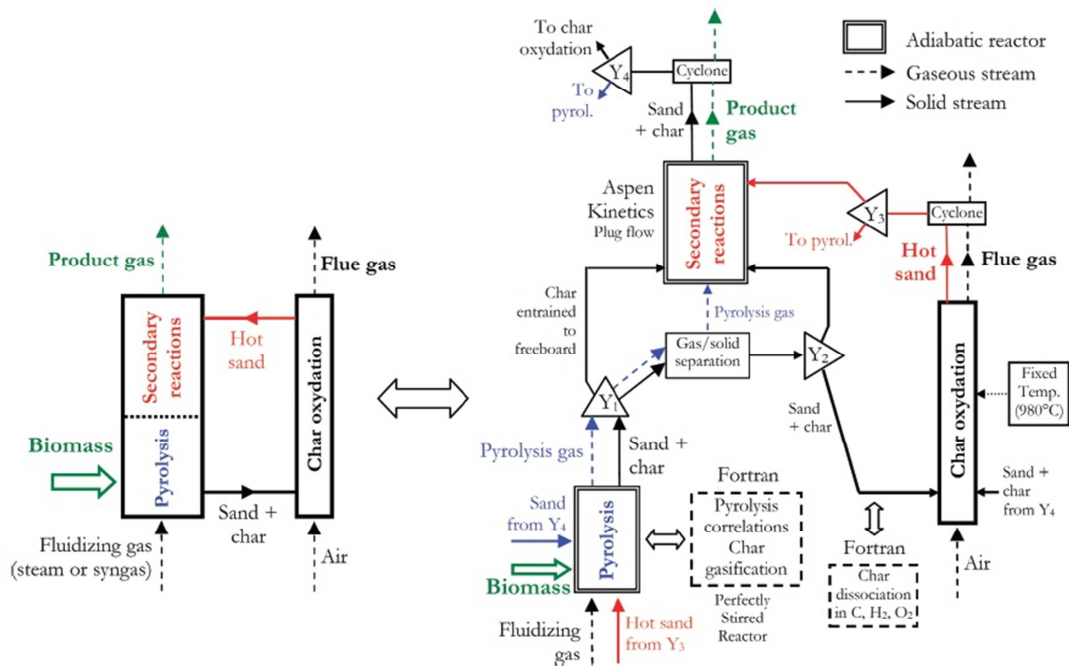 Product gas
Flue gas
Secondary
reactions
Hot
sand
Char oxydation
Biomass
Pyrolysis
Sand +
char
Fluidizing gas
(steam or syngas)
Air
To char
oxydation
Y4
To
pyrol.
Cyclone
Sand
+ char
Product
gas
Adiabatic reactor
Gaseous stream
Solid stream
Aspen
Kinetics
Plug flow
Secondary
reactions
Y3
To pyrol.
Cyclone
Hot
sand
Flue gas
Char
entrained
to
freeboard
Pyrolysis gas
Gas/solid
separation
Y2
Y1
Fixed
Temp.
(980°C)
Char oxydation
Pyrolysis gas
Sand +
char
Sand
+ char
Sand +
char
from Y4
Fortran
Pyrolysis
correlations
Char
gasification
Perfectly
Stirred
Reactor
Sand
from Y4
Pyrolysis
Biomass
Fluidizing
gas
Hot sand
from Y3
Fortran
Char
dissociation
in C, H₂, O₂
Air